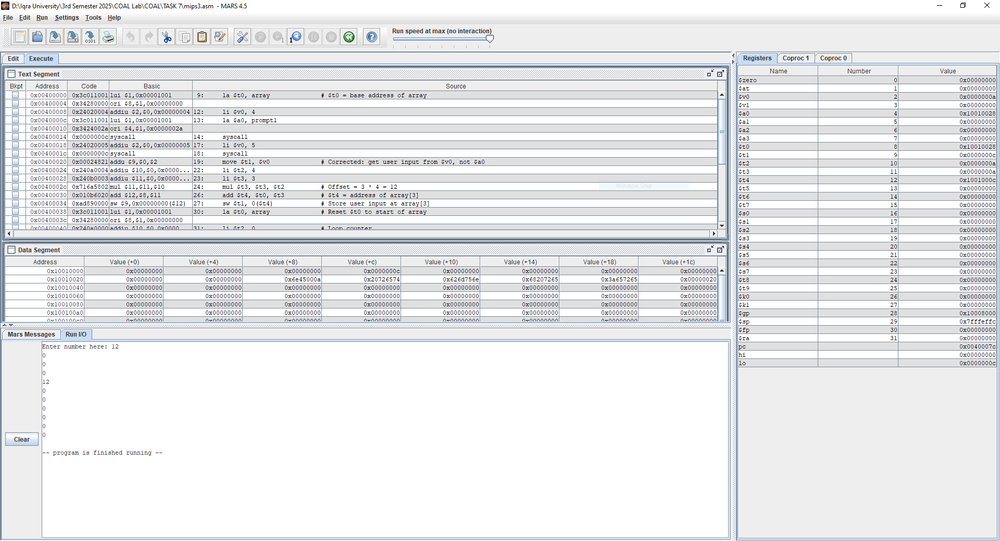 D:\Iqra University\3rd Semester 2025\COAL Lab\COAL\TASK 7\mips3.asm - MARS 4.5
File Edit Run Settings Tools Help
Run speed at max (no interaction)
Edit Execute
Text Segment
Bkpt Address Code Basic Source
0x00400000 0x3c011001 lui $1,0x00001001 9: la $t0, array # $t0 = base address of array
0x00400004 0x34280000 ori $8,$1,0x00000000
0x00400008 0x24020004 addiu $2,$0,0x00000004 12: li $v0, 4
0x0040000c 0x3c011001 lui $1,0x00001001 13: la $a0, prompt1
0x00400010 0x3424002a ori $4,$1,0x0000002a
0x00400014 0x0000000c syscall 14: syscall
0x00400018 0x24020005 addiu $2,$0,0x00000005 17: li $v0, 5
0x0040001c 0x0000000c syscall 18: syscall
0x00400020 0x00024821 addu $9,$0,$2 19: move $t1, $v0 # Corrected: get user input from $v0, not $a0
0x00400024 0x240a0004 addiu $10,$0,0x0000... 22: li $t2, 4
0x00400028 0x240b0003 addiu $11,$0,0x0000... 23: li $t3, 3
0x0040002c 0x716a5802 mul $11,$11,$10 24: mul $t3, $t3, $t2 # Offset = 3 * 4 = 12
0x00400030 0x010b6020 add $12,$8,$11 26: add $t4, $t0, $t3 # $t4 = address of array[3]
0x00400034 0xad890000 sw $9,0x00000000($12) 27: sw $t1, 0($t4) # Store user input at array[3]
0x00400038 0x3c011001 lui $1,0x00001001 30: la $t0, array # Reset $t0 to start of array
0x0040003c 0x34280000 ori $8,$1,0x00000000
0x00400040 0x240a0000 addiu $10,$0,0x0000... 31: li $t2, 0 # Loop counter
Window Snip
Data Segment
Address Value (+0) Value (+4) Value (+8) Value (+c) Value (+10) Value (+14) Value (+18) Value (+1c)
0x10010000 0x00000000 0x00000000 0x00000000 0x0000000c 0x00000000 0x00000000 0x00000000 0x00000000
0x10010020 0x00000000 0x00000000 0x6e45000a 0x20726574 0x626d756e 0x68207265 0x3a657265 0x00000020
0x10010040 0x00000000 0x00000000 0x00000000 0x00000000 0x00000000 0x00000000 0x00000000 0x00000000
0x10010060 0x00000000 0x00000000 0x00000000 0x00000000 0x00000000 0x00000000 0x00000000 0x00000000
0x10010080 0x00000000 0x00000000 0x00000000 0x00000000 0x00000000 0x00000000 0x00000000 0x00000000
0x100100a0 0x00000000 0x00000000 0x00000000 0x00000000 0x00000000 0x00000000 0x00000000 0x00000000
0x100100c0 0x00000000 0x00000000 0x00000000 0x00000000 0x00000000 0x00000000 0x00000000 0x00000000
Mars Messages Run I/O
Clear
Enter number here: 12
0
0
0
12
0
0
0
0
0
0
-- program is finished running --
Registers Coproc 1 Coproc 0
Name Number Value
$zero 0 0x00000000
$at 1 0x00000000
$v0 2 0x0000000a
$v1 3 0x00000000
$a0 4 0x10010028
$a1 5 0x00000000
$a2 6 0x00000000
$a3 7 0x00000000
$t0 8 0x10010028
$t1 9 0x0000000c
$t2 10 0x0000000a
$t3 11 0x0000000a
$t4 12 0x1001000c
$t5 13 0x00000000
$t6 14 0x00000000
$t7 15 0x00000000
$s0 16 0x00000000
$s1 17 0x00000000
$s2 18 0x00000000
$s3 19 0x00000000
$s4 20 0x00000000
$s5 21 0x00000000
$s6 22 0x00000000
$s7 23 0x00000000
$t8 24 0x00000000
$t9 25 0x00000000
$k0 26 0x00000000
$k1 27 0x00000000
$gp 28 0x10008000
$sp 29 0x7fffeffc
$fp 30 0x00000000
$ra 31 0x00000000
pc 0x0040007c
hi 0x00000000
lo 0x0000000c